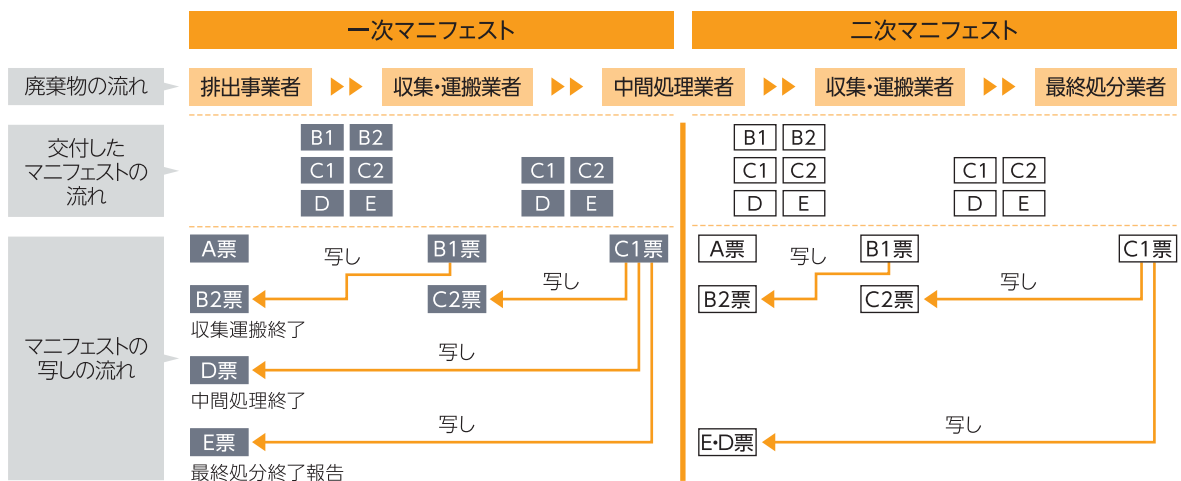 一次マニフェスト
二次マニフェスト
廃棄物の流れ
排出事業者
収集・運搬業者
中間処理業者
収集・運搬業者
最終処分業者
交付した
マニフェストの
流れ
B1 B2
C1 C2
D E
C1 C2
D E
B1 B2
C1 C2
D E
C1 C2
D E
マニフェストの
写しの流れ
A票
写し
B1票
C1票
B2票
収集運搬終了
C2票
写し
D票
中間処理終了
写し
E票
最終処分終了報告
写し
A票
写し
B1票
C1票
B2票
C2票
写し
E・D票
写し